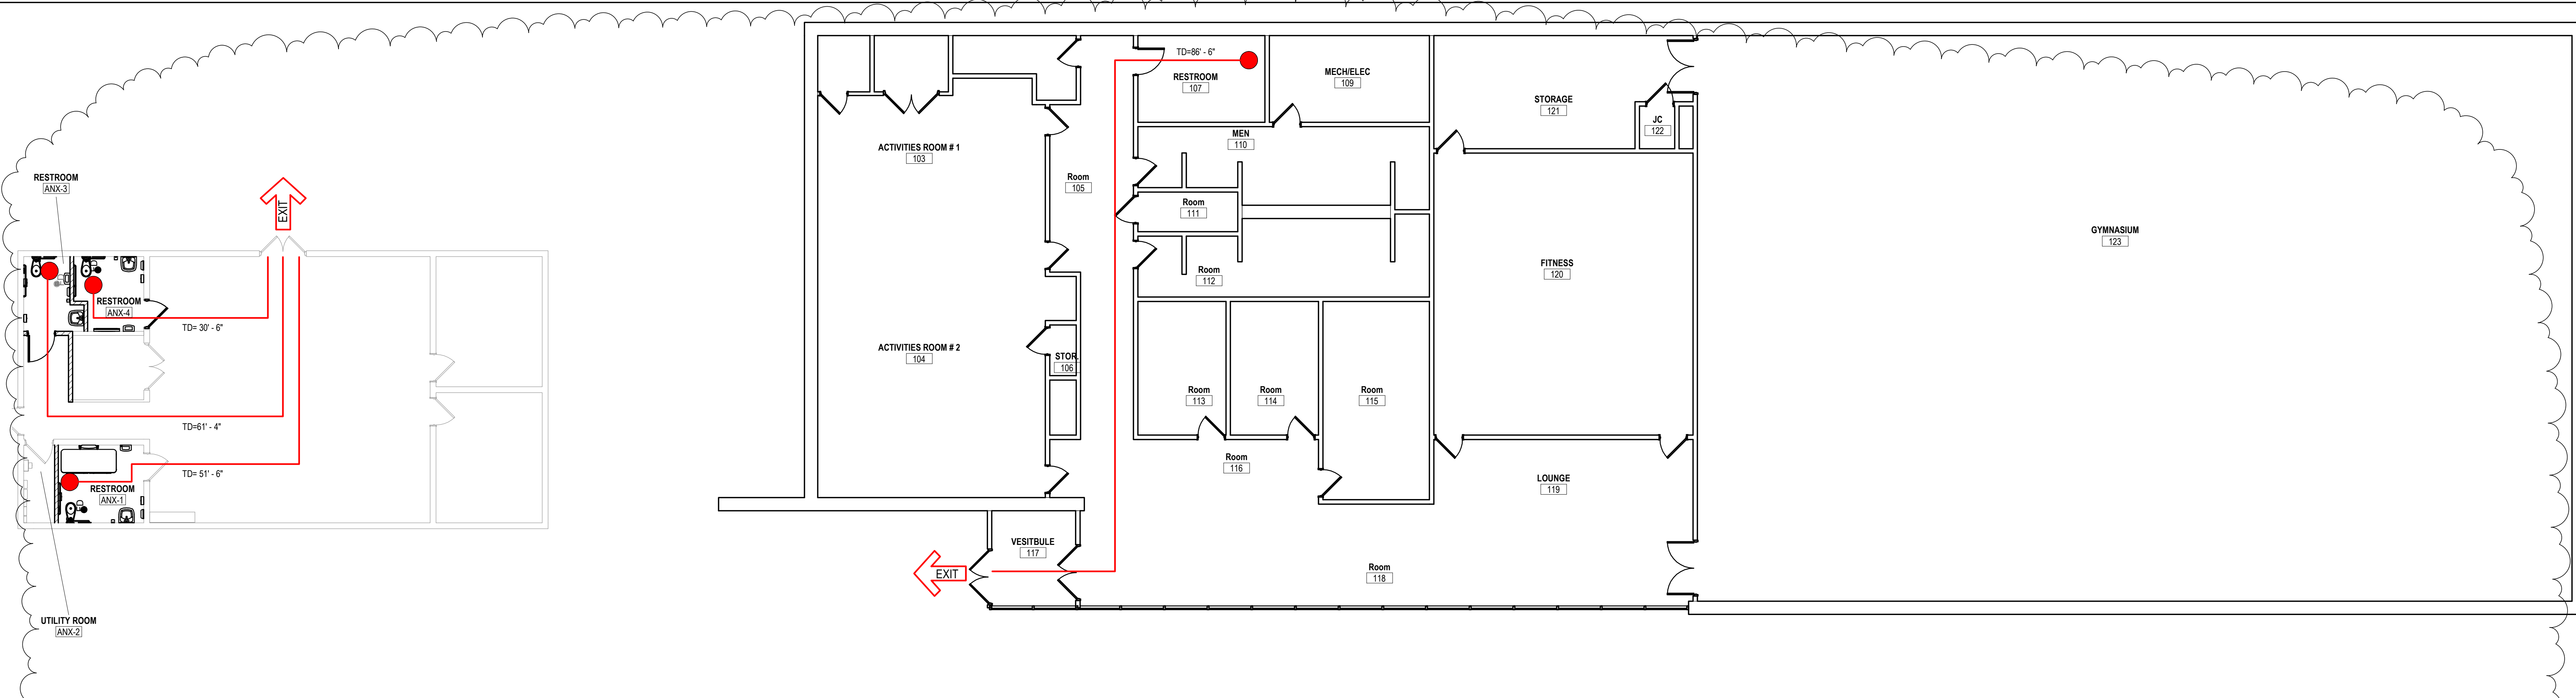 RESTROOM
ANX-3
EXIT
RESTROOM
ANX-4
TD= 30' - 6"
TD=61' - 4"
TD= 51' - 6"
RESTROOM
ANX-1
UTILITY ROOM
ANX-2
TD=86' - 6"
RESTROOM
107
MECH/ELEC
109
STORAGE
121
JC
122
ACTIVITIES ROOM # 1
103
MEN
110
Room
105
Room
111
GYMNASIUM
123
Room
112
FITNESS
120
ACTIVITIES ROOM # 2
104
STOR.
106
Room
113
Room
114
Room
115
Room
116
LOUNGE
119
VESITBULE
117
EXIT
Room
118